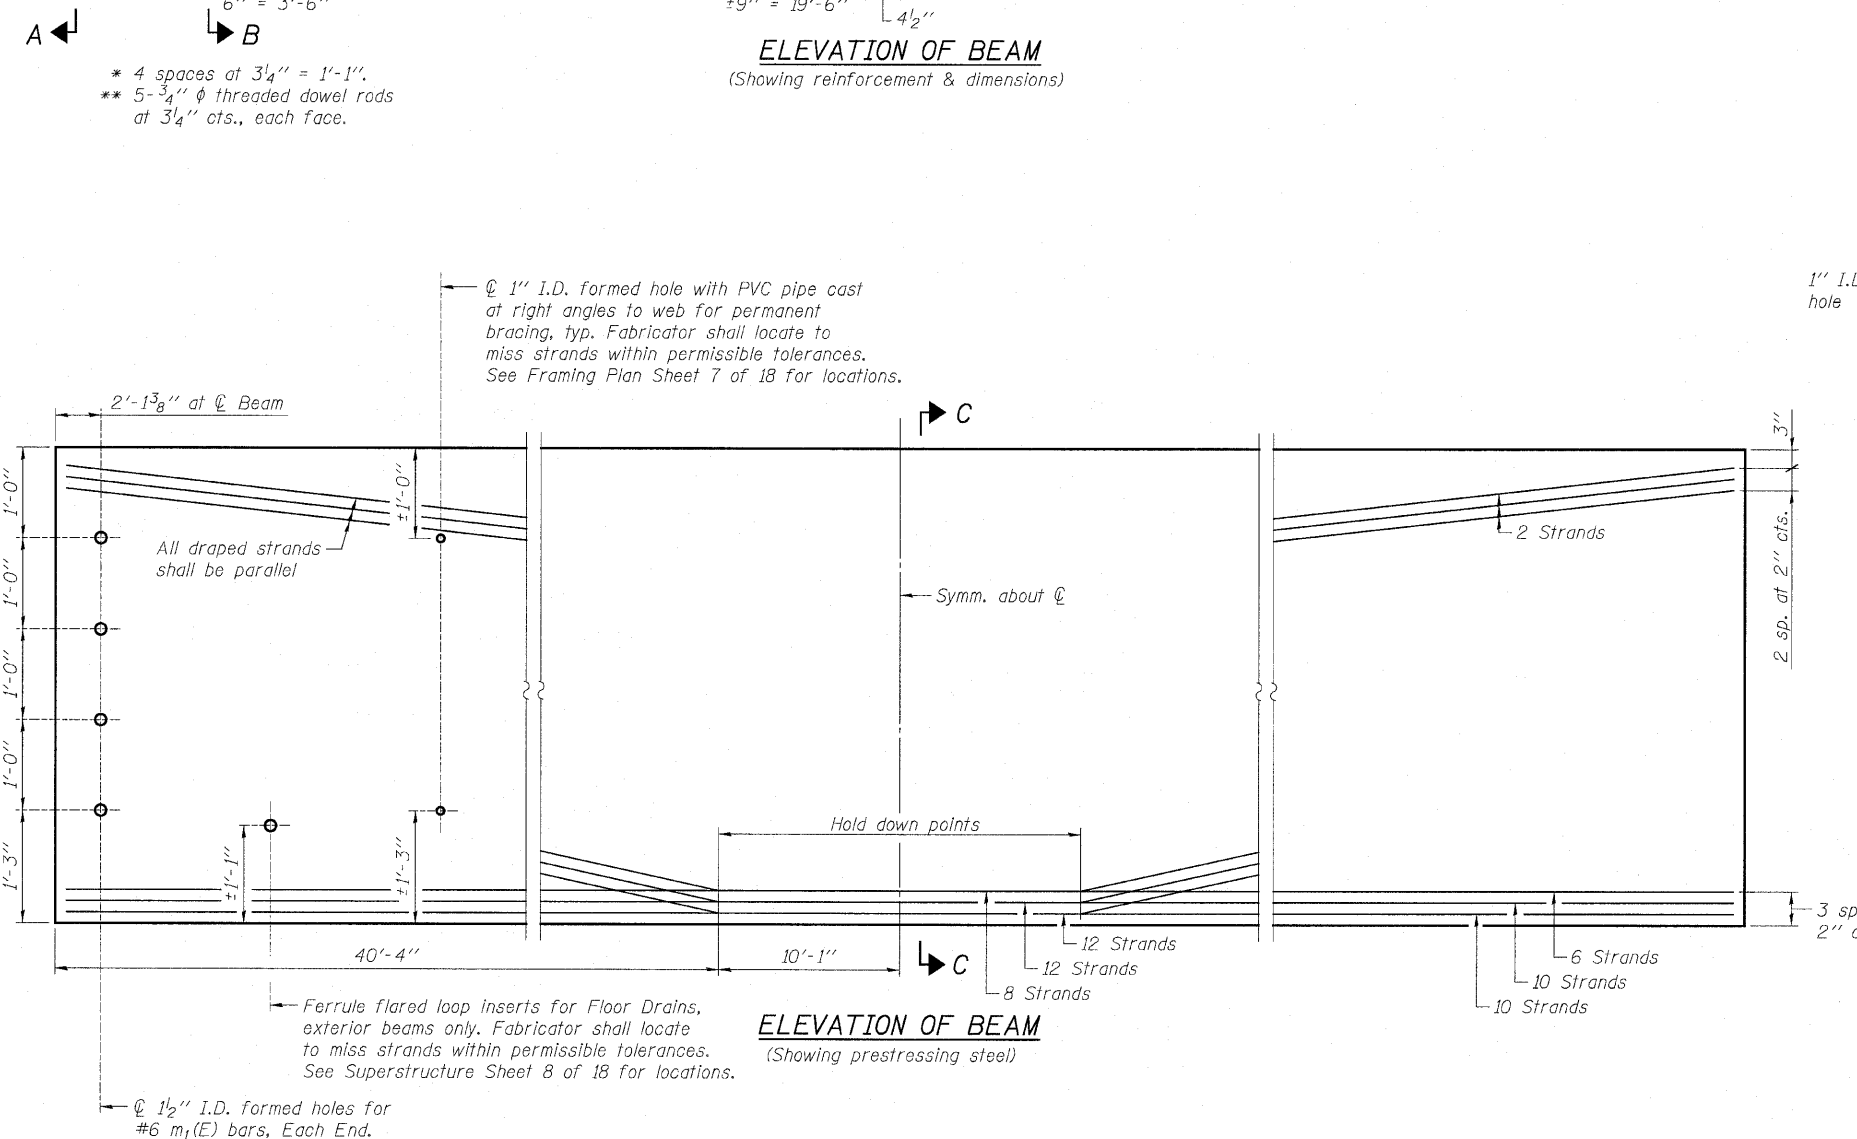 6" = 3'-6"
±9" = 19'-6"
4½"
A
B
ELEVATION OF BEAM
(Showing reinforcement & dimensions)
* 4 spaces at 3¼" = 1'-1".
** 5-¾" ϕ threaded dowel rods
at 3¼" cts., each face.
℄ 1" I.D. formed hole with PVC pipe cast
at right angles to web for permanent
bracing, typ. Fabricator shall locate to
miss strands within permissible tolerances.
See Framing Plan Sheet 7 of 18 for locations.
1" I.D
hole
2'-1⅜" at ℄ Beam
C
3"
1'-0"
±1'-0"
All draped strands
shall be parallel
2 Strands
1'-0"
Symm. about ℄
2 sp. at 2" cts.
1'-0"
1'-0"
Hold down points
1'-3"
±1'-1"
±1'-3"
3 sp
2" c
12 Strands
12 Strands
8 Strands
6 Strands
10 Strands
10 Strands
40'-4"
10'-1"
C
Ferrule flared loop inserts for Floor Drains,
exterior beams only. Fabricator shall locate
to miss strands within permissible tolerances.
See Superstructure Sheet 8 of 18 for locations.
ELEVATION OF BEAM
(Showing prestressing steel)
℄ 1½" I.D. formed holes for
#6 m₁(E) bars, Each End.